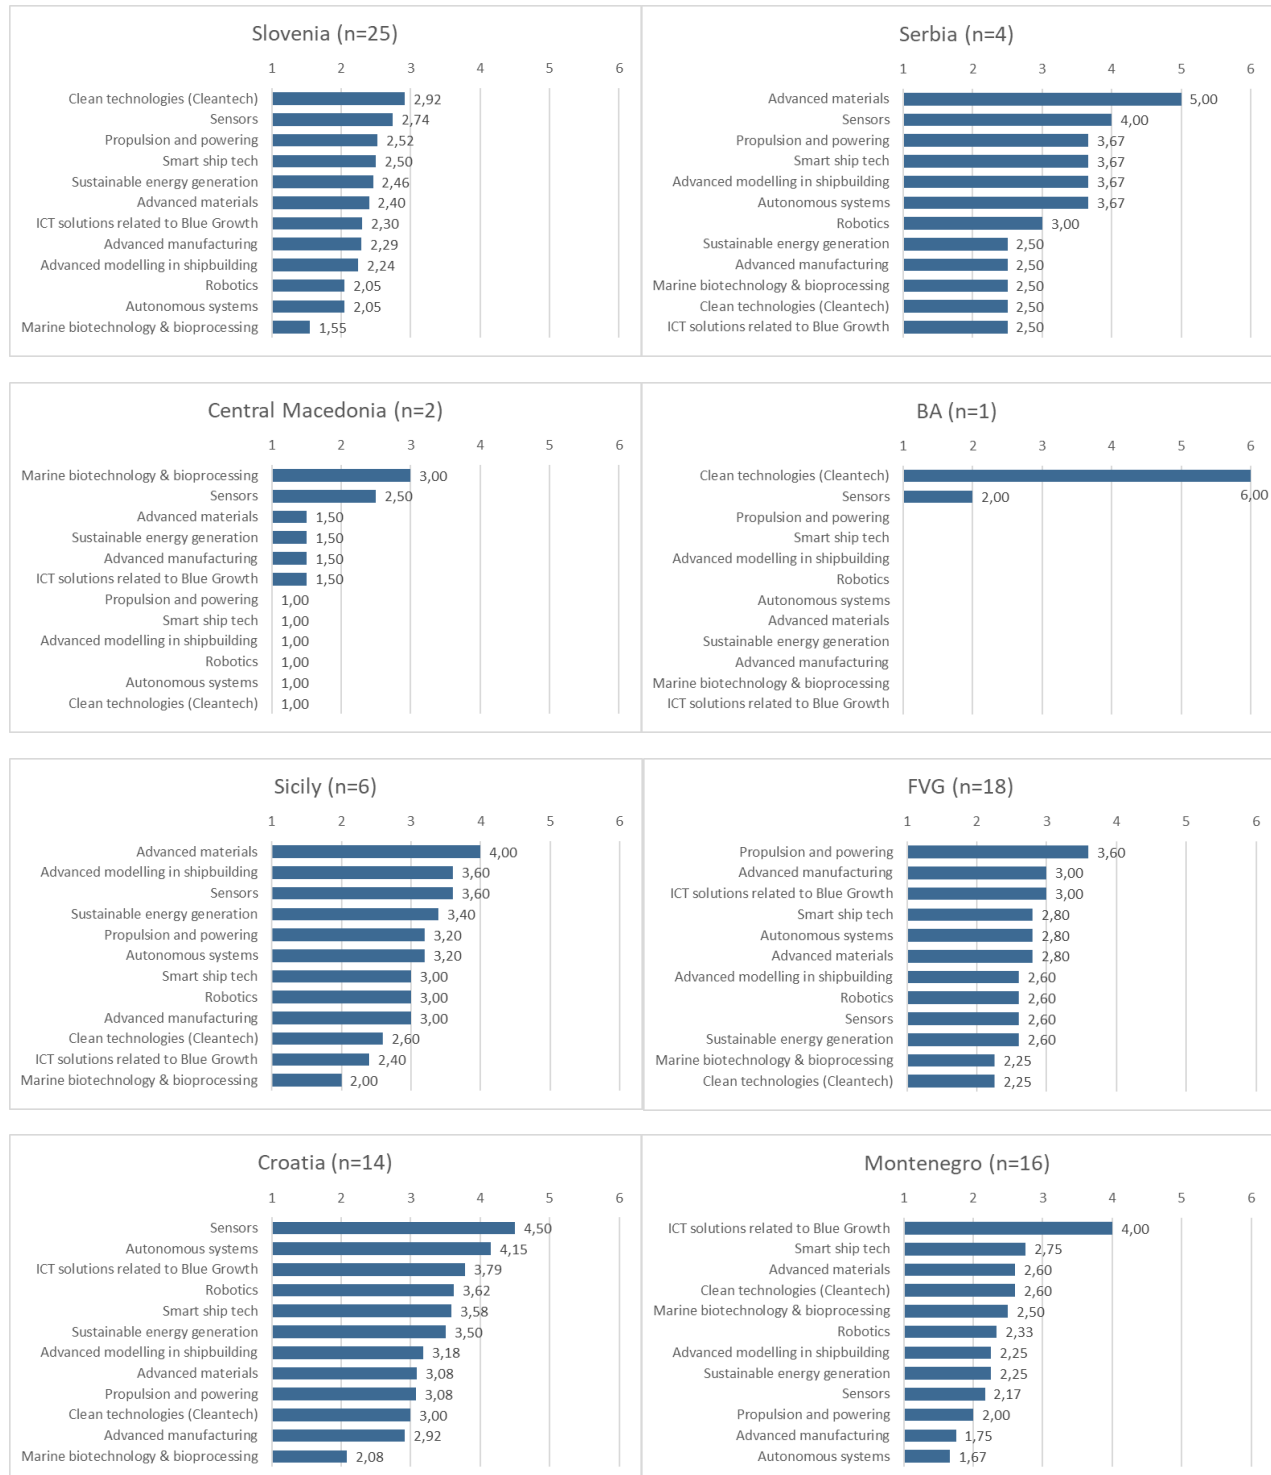 Slovenia (n=25)
1 2 3 4 5 6
Clean technologies (Cleantech) 2,92
Sensors 2,74
Propulsion and powering 2,52
Smart ship tech 2,50
Sustainable energy generation 2,46
Advanced materials 2,40
ICT solutions related to Blue Growth 2,30
Advanced manufacturing 2,29
Advanced modelling in shipbuilding 2,24
Robotics 2,05
Autonomous systems 2,05
Marine biotechnology & bioprocessing 1,55
Serbia (n=4)
1 2 3 4 5 6
Advanced materials 5,00
Sensors 4,00
Propulsion and powering 3,67
Smart ship tech 3,67
Advanced modelling in shipbuilding 3,67
Autonomous systems 3,67
Robotics 3,00
Sustainable energy generation 2,50
Advanced manufacturing 2,50
Marine biotechnology & bioprocessing 2,50
Clean technologies (Cleantech) 2,50
ICT solutions related to Blue Growth 2,50
Central Macedonia (n=2)
1 2 3 4 5 6
Marine biotechnology & bioprocessing 3,00
Sensors 2,50
Advanced materials 1,50
Sustainable energy generation 1,50
Advanced manufacturing 1,50
ICT solutions related to Blue Growth 1,50
Propulsion and powering 1,00
Smart ship tech 1,00
Advanced modelling in shipbuilding 1,00
Robotics 1,00
Autonomous systems 1,00
Clean technologies (Cleantech) 1,00
BA (n=1)
1 2 3 4 5 6
Clean technologies (Cleantech) 6,00
Sensors 2,00
Propulsion and powering
Smart ship tech
Advanced modelling in shipbuilding
Robotics
Autonomous systems
Advanced materials
Sustainable energy generation
Advanced manufacturing
Marine biotechnology & bioprocessing
ICT solutions related to Blue Growth
Sicily (n=6)
1 2 3 4 5 6
Advanced materials 4,00
Advanced modelling in shipbuilding 3,60
Sensors 3,60
Sustainable energy generation 3,40
Propulsion and powering 3,20
Autonomous systems 3,20
Smart ship tech 3,00
Robotics 3,00
Advanced manufacturing 3,00
Clean technologies (Cleantech) 2,60
ICT solutions related to Blue Growth 2,40
Marine biotechnology & bioprocessing 2,00
FVG (n=18)
1 2 3 4 5 6
Propulsion and powering 3,60
Advanced manufacturing 3,00
ICT solutions related to Blue Growth 3,00
Smart ship tech 2,80
Autonomous systems 2,80
Advanced materials 2,80
Advanced modelling in shipbuilding 2,60
Robotics 2,60
Sensors 2,60
Sustainable energy generation 2,60
Marine biotechnology & bioprocessing 2,25
Clean technologies (Cleantech) 2,25
Croatia (n=14)
1 2 3 4 5 6
Sensors 4,50
Autonomous systems 4,15
ICT solutions related to Blue Growth 3,79
Robotics 3,62
Smart ship tech 3,58
Sustainable energy generation 3,50
Advanced modelling in shipbuilding 3,18
Advanced materials 3,08
Propulsion and powering 3,08
Clean technologies (Cleantech) 3,00
Advanced manufacturing 2,92
Marine biotechnology & bioprocessing 2,08
Montenegro (n=16)
1 2 3 4 5 6
ICT solutions related to Blue Growth 4,00
Smart ship tech 2,75
Advanced materials 2,60
Clean technologies (Cleantech) 2,60
Marine biotechnology & bioprocessing 2,50
Robotics 2,33
Advanced modelling in shipbuilding 2,25
Sustainable energy generation 2,25
Sensors 2,17
Propulsion and powering 2,00
Advanced manufacturing 1,75
Autonomous systems 1,67